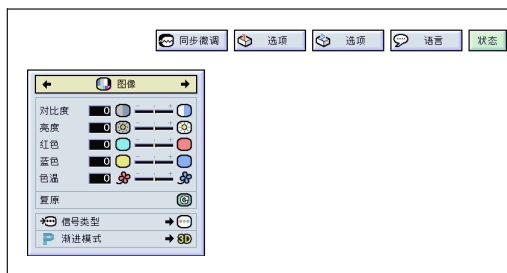 同步微调 选项 选项 语言 状态
图像
对比度 0
亮度 0
红色 0
蓝色 0
色温 0
复原
信号类型
P 渐进模式 3D